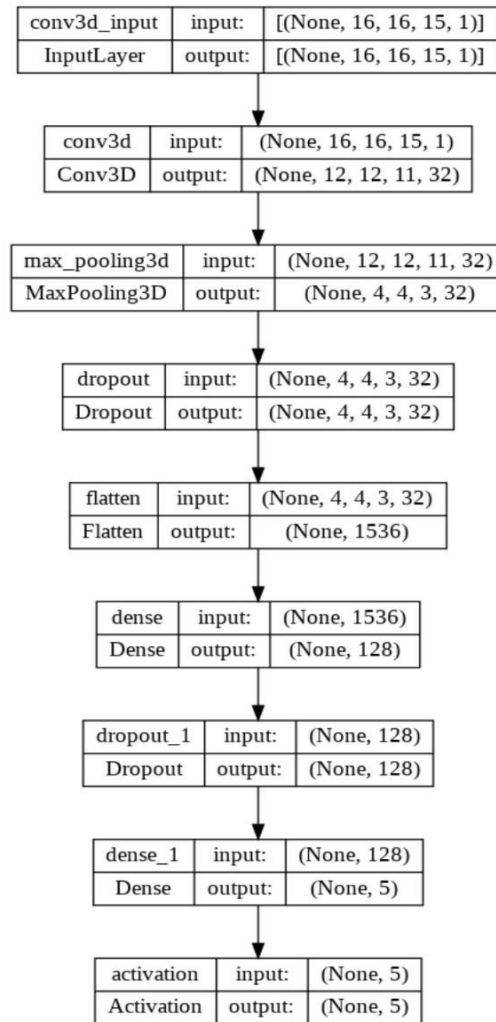 conv3d_input input: [(None, 16, 16, 15, 1)]
InputLayer output: [(None, 16, 16, 15, 1)]
conv3d input: (None, 16, 16, 15, 1)
Conv3D output: (None, 12, 12, 11, 32)
max_pooling3d input: (None, 12, 12, 11, 32)
MaxPooling3D output: (None, 4, 4, 3, 32)
dropout input: (None, 4, 4, 3, 32)
Dropout output: (None, 4, 4, 3, 32)
flatten input: (None, 4, 4, 3, 32)
Flatten output: (None, 1536)
dense input: (None, 1536)
Dense output: (None, 128)
dropout_1 input: (None, 128)
Dropout output: (None, 128)
dense_1 input: (None, 128)
Dense output: (None, 5)
activation input: (None, 5)
Activation output: (None, 5)